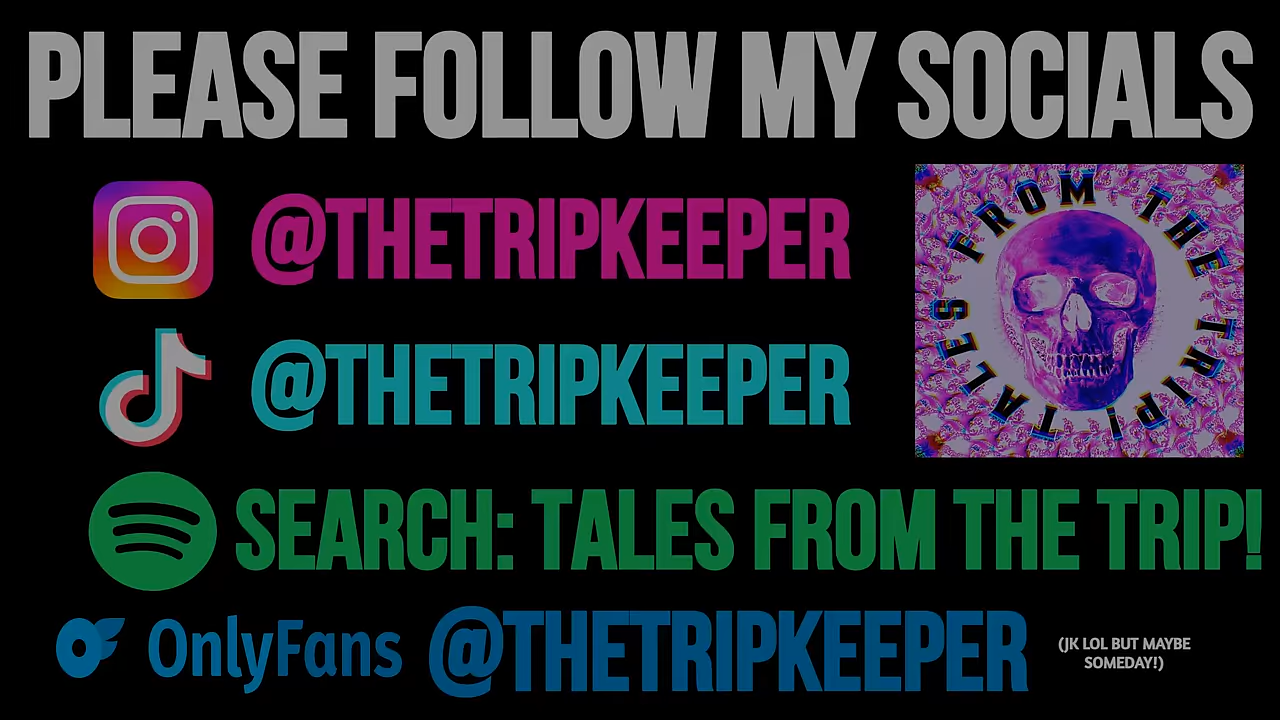 PLEASE FOLLOW MY SOCIALS
@THETRIPKEEPER
TALES FROM THE TRIP!
@THETRIPKEEPER
SEARCH: TALES FROM THE TRIP!
OnlyFans @THETRIPKEEPER
(JK LOL BUT MAYBE
SOMEDAY!)